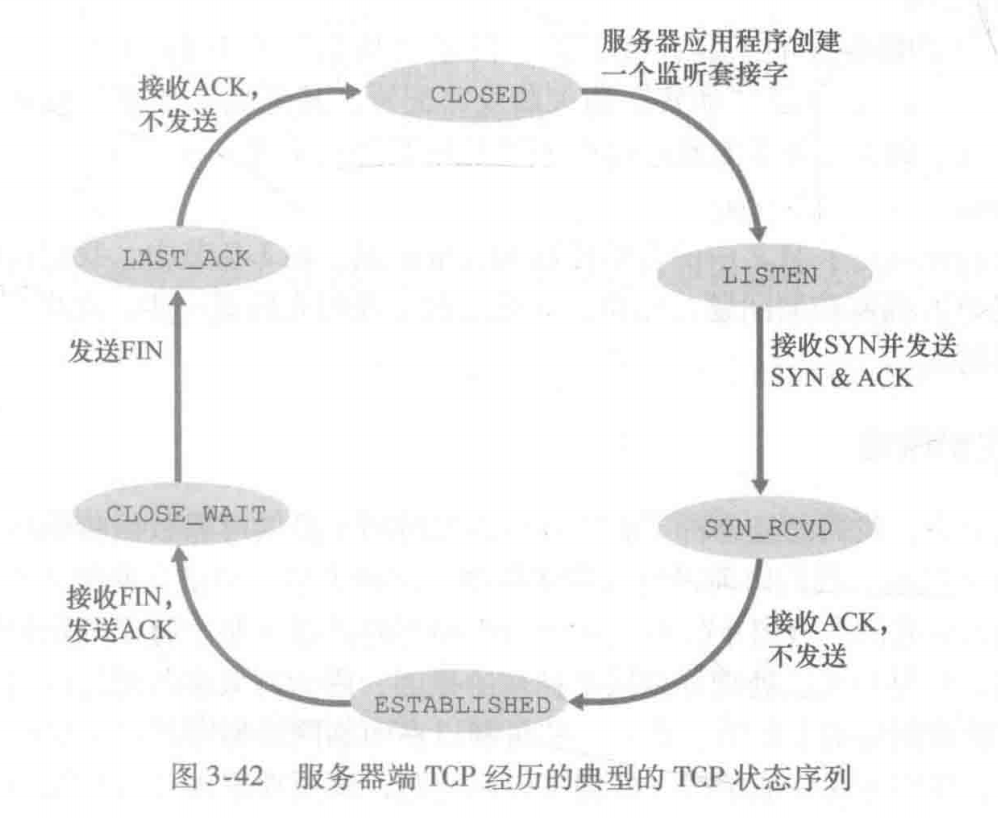 服务器应用程序创建
一个监听套接字
接收ACK，
不发送
CLOSED
LAST_ACK
LISTEN
发送FIN
接收SYN并发送
SYN & ACK
CLOSE_WAIT
SYN_RCVD
接收FIN，
发送ACK
接收ACK，
不发送
ESTABLISHED
图 3-42 服务器端 TCP 经历的典型的 TCP 状态序列